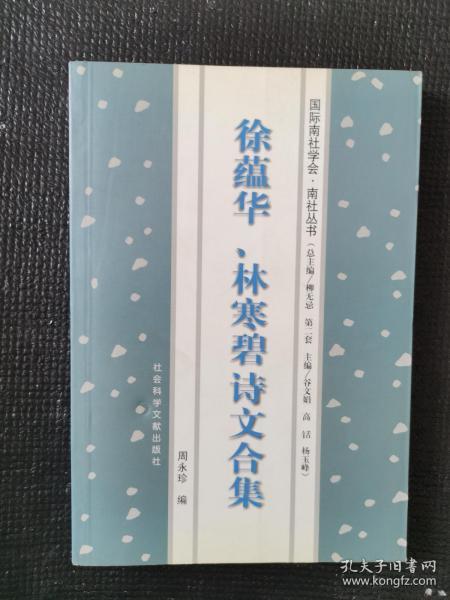 国际南社学会·南社丛书
(总主编/柳无忌 第二套 主编/谷文娟 高铦 杨玉峰)
徐蕴华、林寒碧诗文合集
周永珍 编
社会科学文献出版社
孔夫子旧书网
www.kongfz.com